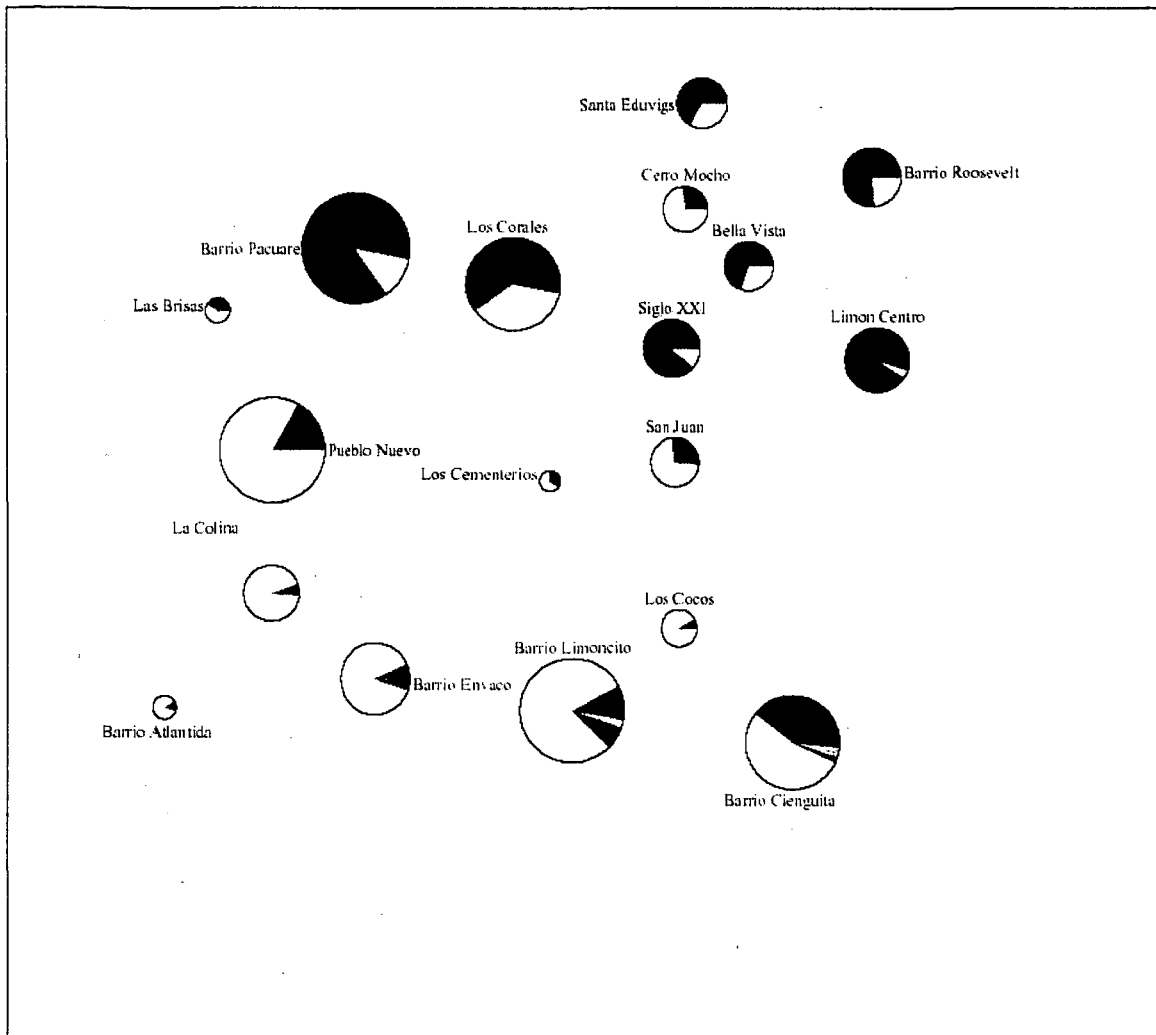 Santa Eduvigs
Cerro Mocho
Barrio Roosevelt
Los Corales
Bella Vista
Barrio Pacuare
Las Brisas
Siglo XXI
Limon Centro
San Juan
Pueblo Nuevo
Los Cementerios
La Colina
Los Cocos
Barrio Limoncito
Barrio Envaco
Barrio Atlantida
Barrio Cienguita